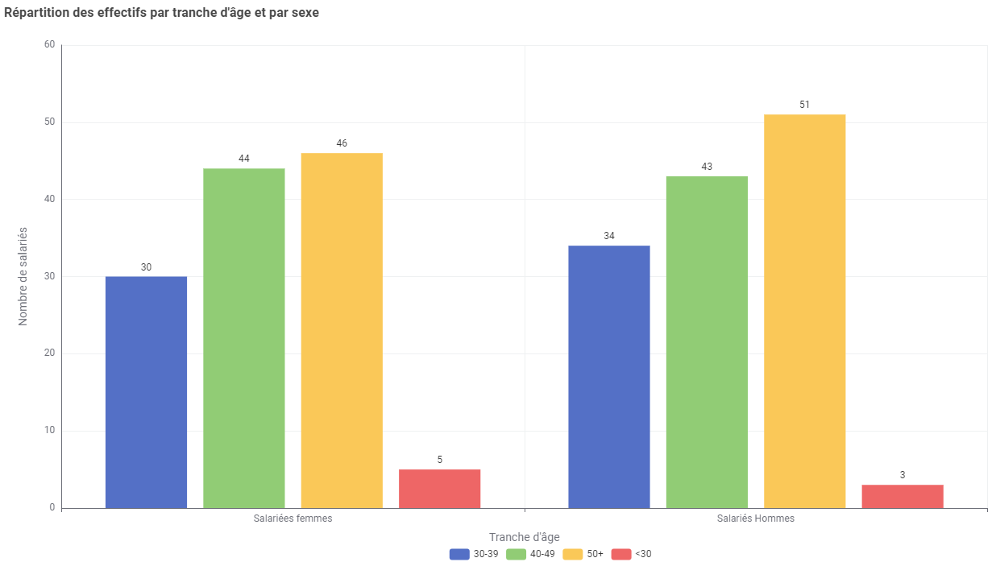 Répartition des effectifs par tranche d'âge et par sexe
60
50
40
30
20
10
0
Nombre de salariés
30
44
46
5
34
43
51
3
Salariées femmes
Salariés Hommes
Tranche d'âge
30-39 40-49 50+ <30